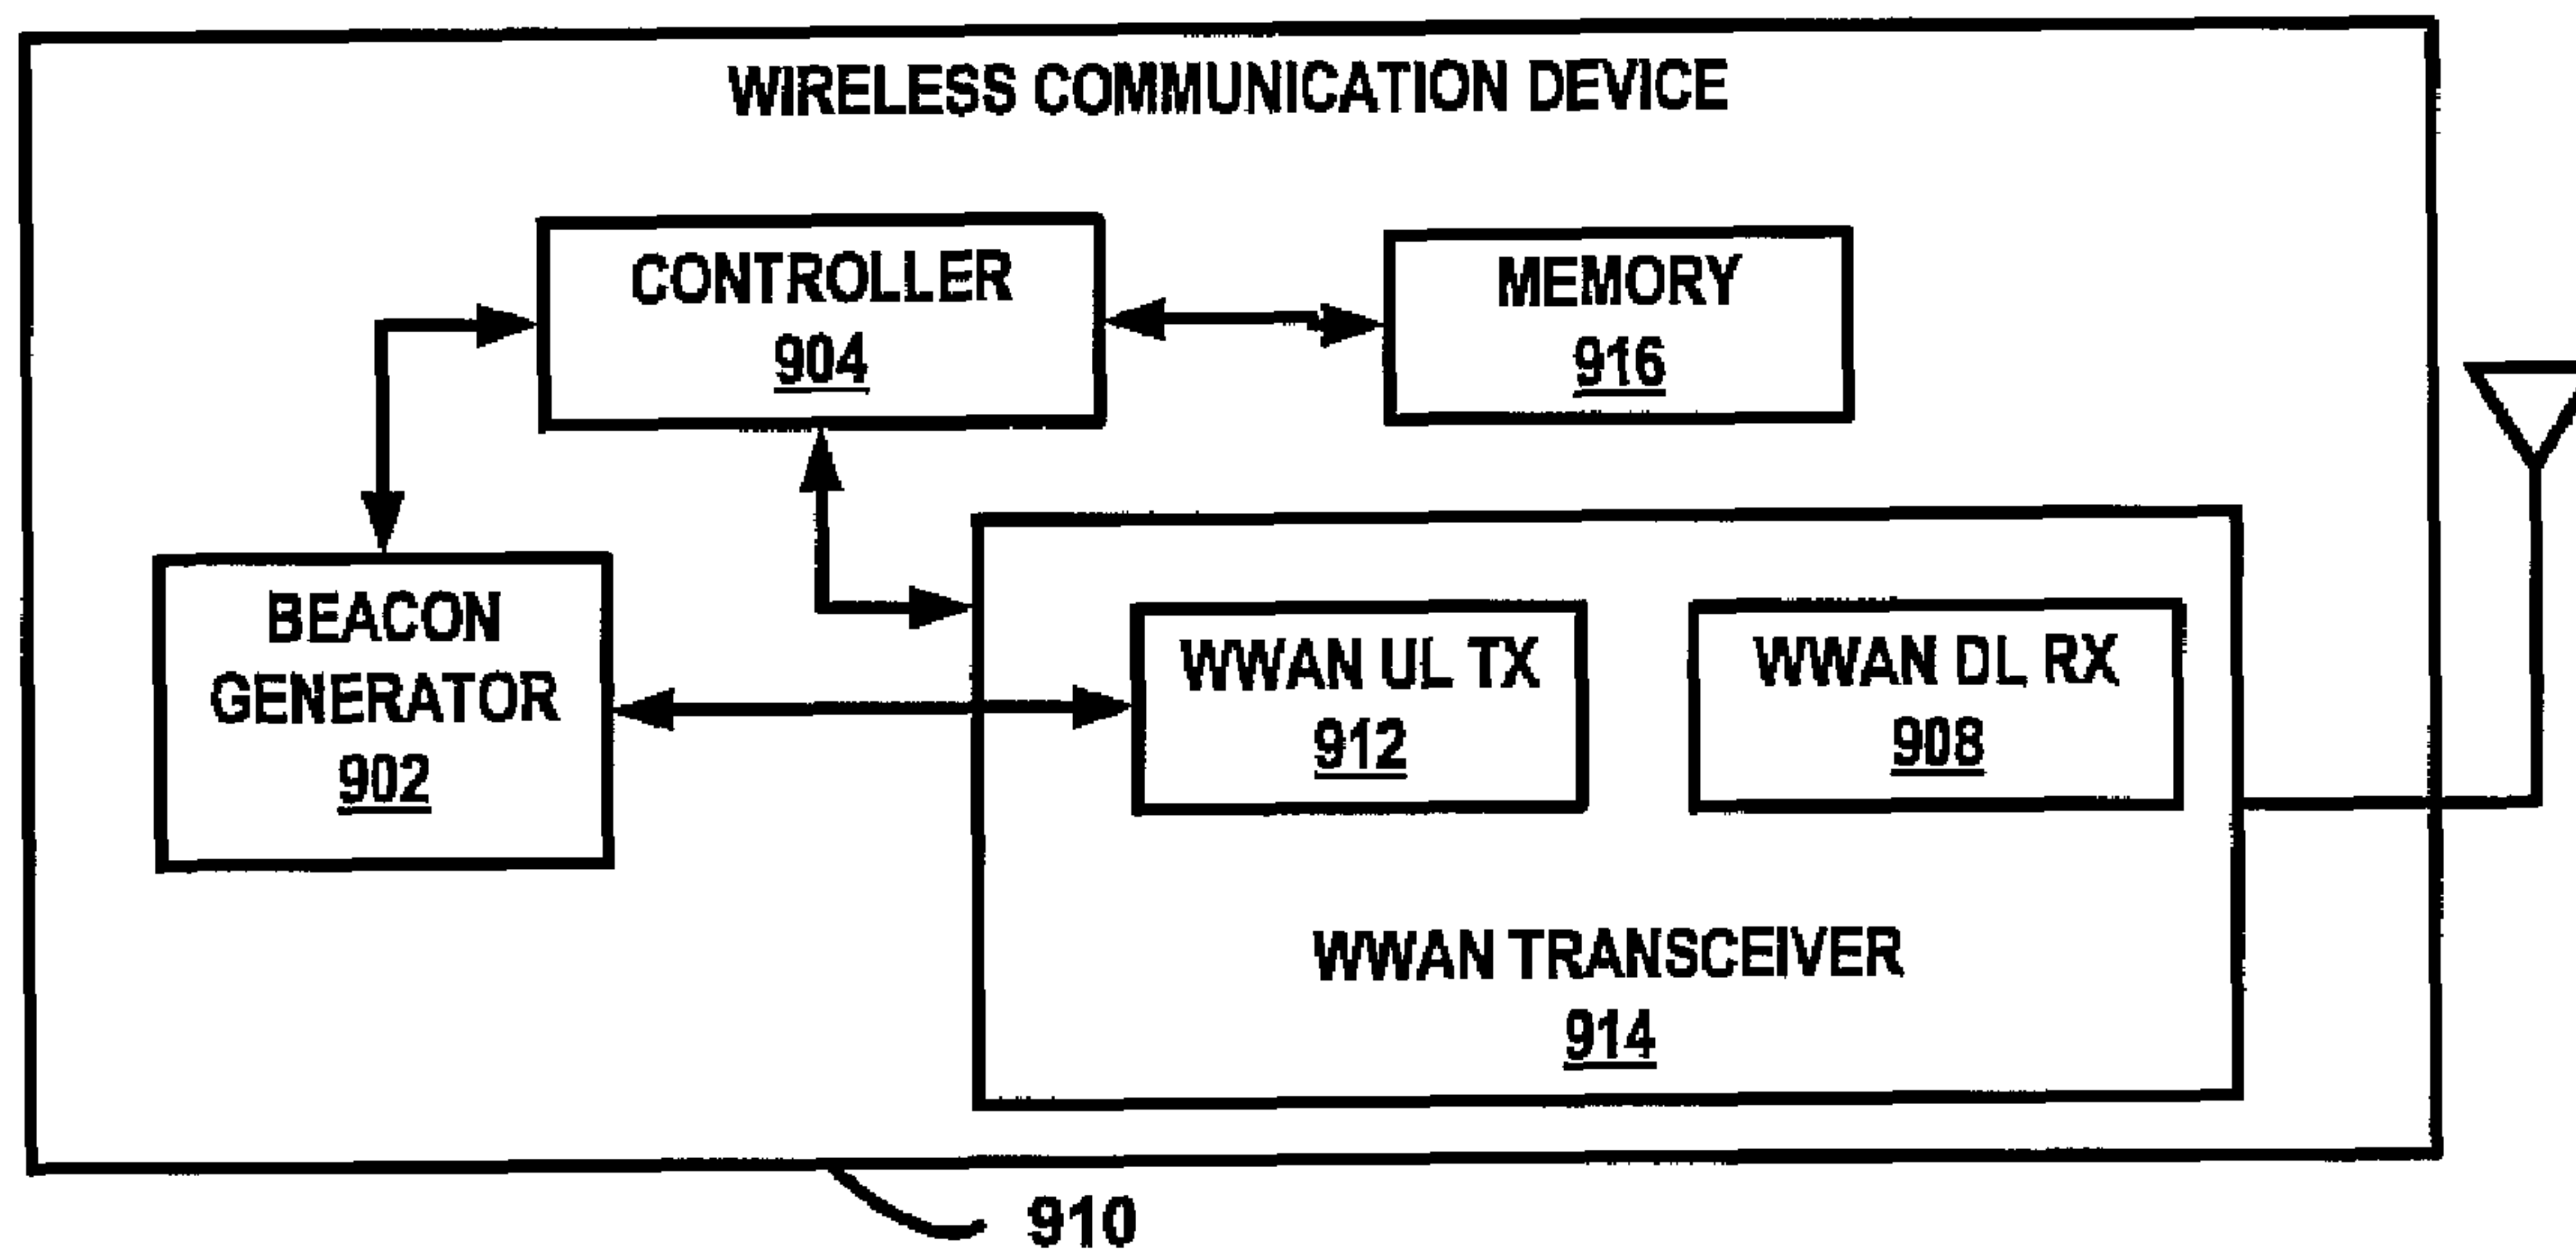 WIRELESS COMMUNICATION DEVICE
CONTROLLER
904
MEMORY
916
BEACON
GENERATOR
902
WWAN UL TX
912
WWAN DL RX
908
WWAN TRANSCEIVER
914
910